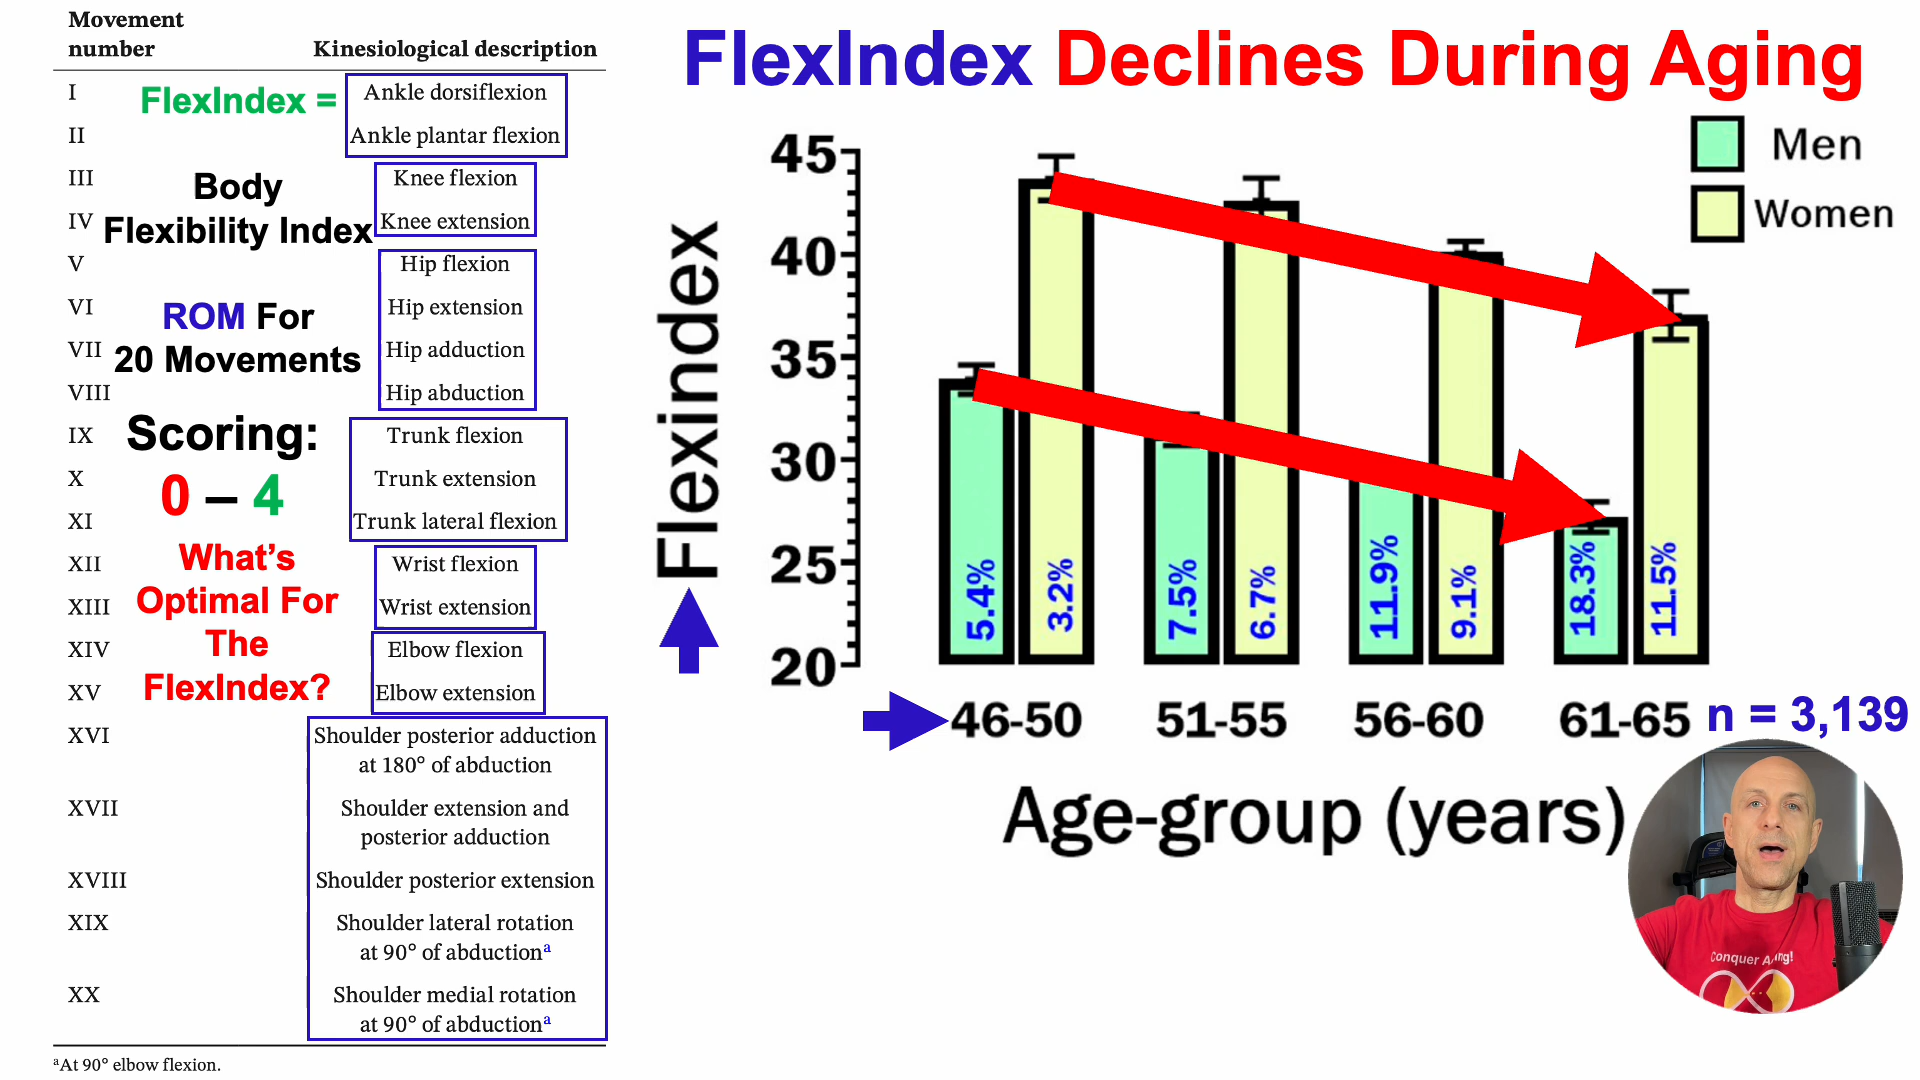 Movement
number
Kinesiological description
I
Ankle dorsiflexion
II
Ankle plantar flexion
III
Knee flexion
IV
Knee extension
V
Hip flexion
VI
Hip extension
VII
Hip adduction
VIII
Hip abduction
IX
Trunk flexion
X
Trunk extension
XI
Trunk lateral flexion
XII
Wrist flexion
XIII
Wrist extension
XIV
Elbow flexion
XV
Elbow extension
XVI
Shoulder posterior adduction
at 180° of abduction
XVII
Shoulder extension and
posterior adduction
XVIII
Shoulder posterior extension
XIX
Shoulder lateral rotation
at 90° of abductionᵃ
XX
Shoulder medial rotation
at 90° of abductionᵃ
ᵃAt 90° elbow flexion.
FlexIndex =
Body
Flexibility Index
ROM For
20 Movements
Scoring:
0 – 4
What's
Optimal For
The
FlexIndex?
FlexIndex Declines During Aging
Men
Women
Flexindex
45
40
35
30
25
20
5.4%
3.2%
7.5%
6.7%
11.9%
9.1%
18.3%
11.5%
46-50
51-55
56-60
61-65
n = 3,139
Age-group (years)
Conquer Aging!